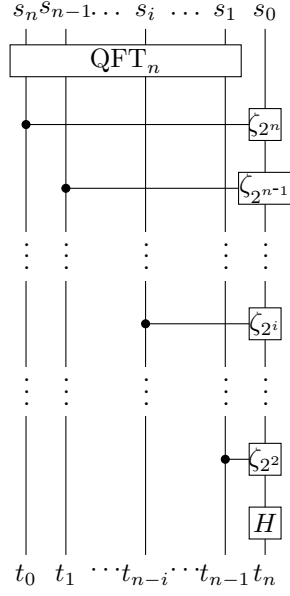 s_n s_{n−1} ⋯ s_i ⋯ s_1 s_0
QFT_n
ζ_{2^n}
ζ_{2^{n-1}}
⋮ ⋮ ⋮ ⋮ ⋮
ζ_{2^i}
⋮ ⋮ ⋮ ⋮ ⋮
ζ_{2^2}
H
t_0 t_1 ⋯ t_{n−i} ⋯ t_{n−1} t_n